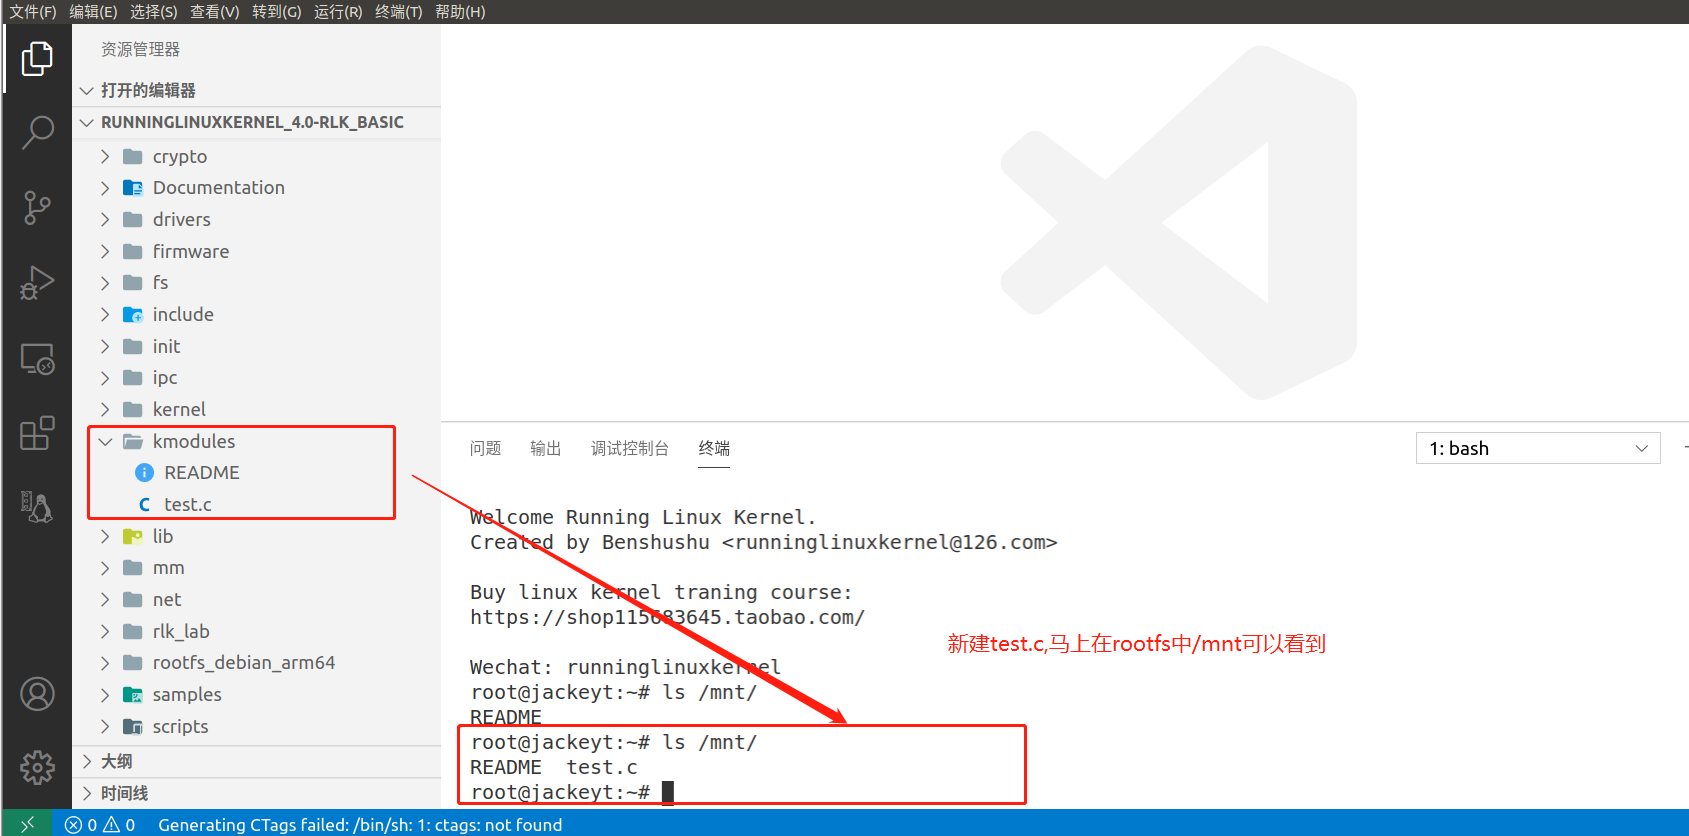 文件(F) 编辑(E) 选择(S) 查看(V) 转到(G) 运行(R) 终端(T) 帮助(H)
资源管理器
打开的编辑器
RUNNINGLINUXKERNEL_4.0-RLK_BASIC
crypto
Documentation
drivers
firmware
fs
include
init
ipc
kernel
kmodules
README
C test.c
lib
mm
net
rlk_lab
rootfs_debian_arm64
samples
scripts
大纲
时间线
问题 输出 调试控制台 终端
1: bash
Welcome Running Linux Kernel.
Created by Benshushu <runninglinuxkernel@126.com>
Buy linux kernel traning course:
https://shop115683645.taobao.com/
Wechat: runninglinuxkernel
root@jackeyt:~# ls /mnt/
README
root@jackeyt:~# ls /mnt/
README test.c
root@jackeyt:~#
新建test.c,马上在rootfs中/mnt可以看到
0 0 Generating CTags failed: /bin/sh: 1: ctags: not found